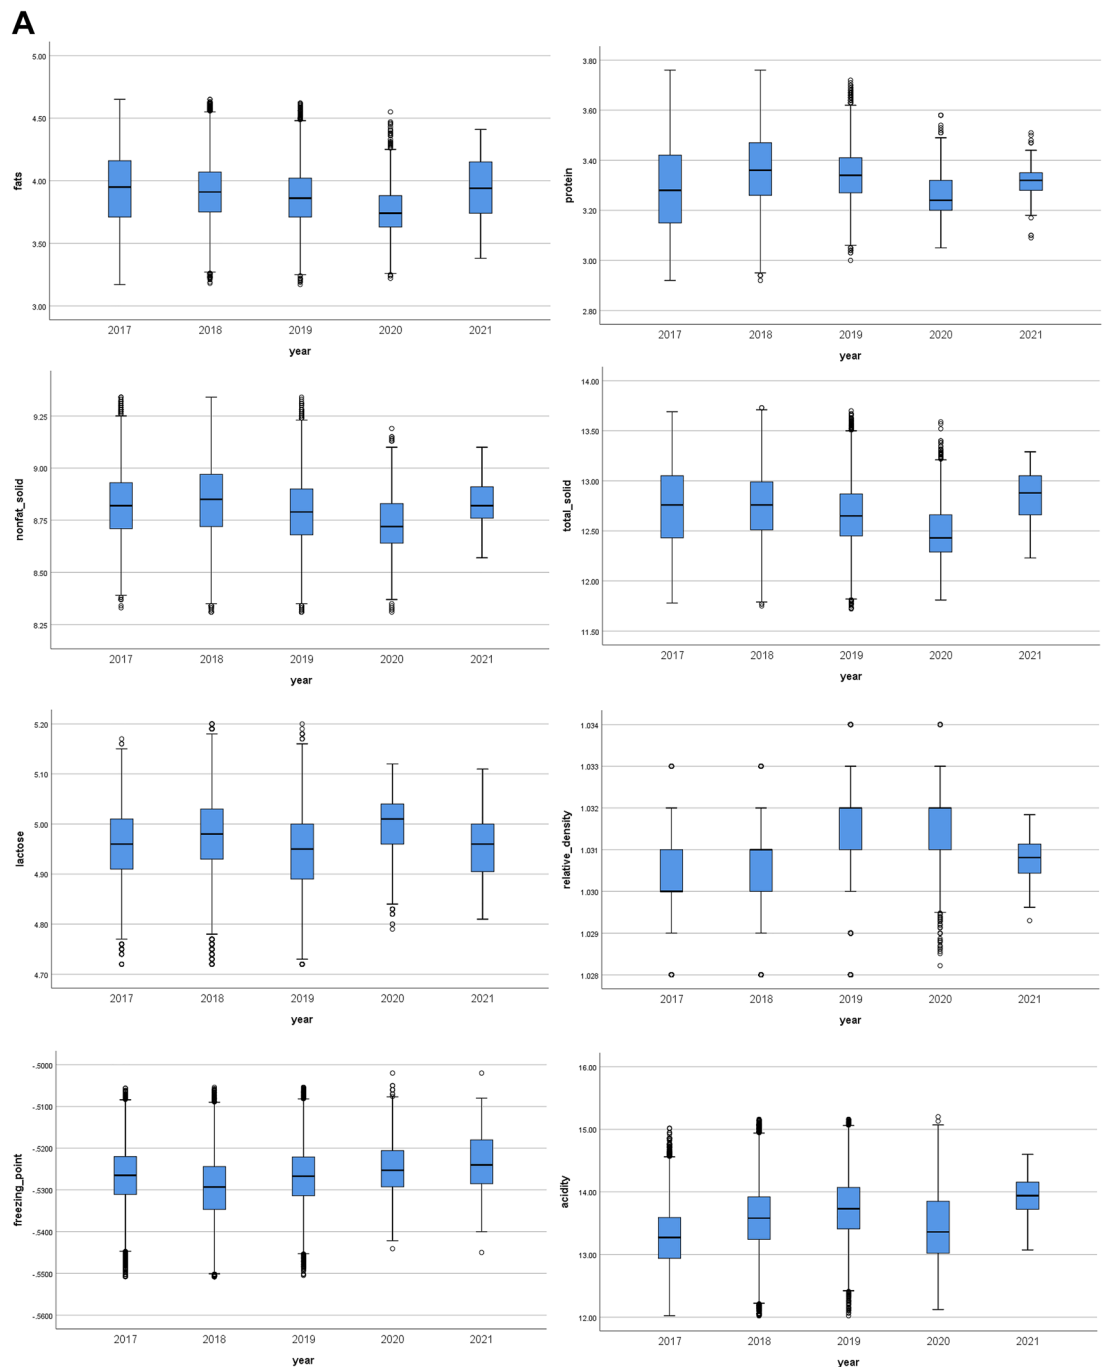 A
5.00
4.50
4.00
3.50
3.00
fats
2017 2018 2019 2020 2021
year
3.80
3.60
3.40
3.20
3.00
2.80
protein
2017 2018 2019 2020 2021
year
9.25
9.00
8.75
8.50
8.25
nonfat_solid
2017 2018 2019 2020 2021
year
14.00
13.50
13.00
12.50
12.00
11.50
total_solid
2017 2018 2019 2020 2021
year
5.20
5.10
5.00
4.90
4.80
4.70
lactose
2017 2018 2019 2020 2021
year
1.034
1.033
1.032
1.031
1.030
1.029
1.028
relative_density
2017 2018 2019 2020 2021
year
-.5000
-.5100
-.5200
-.5300
-.5400
-.5500
-.5600
freezing_point
2017 2018 2019 2020 2021
year
16.00
15.00
14.00
13.00
12.00
acidity
2017 2018 2019 2020 2021
year